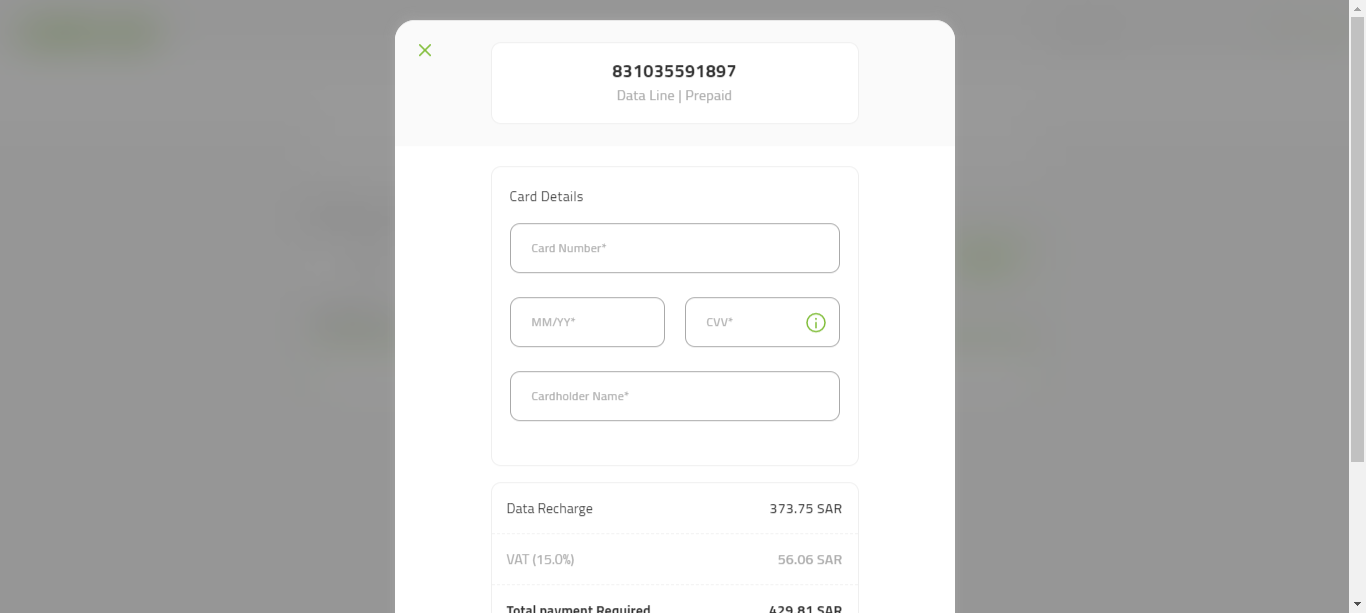 831035591897
Data Line | Prepaid
Card Details
Card Number*
MM/YY* CVV*
Cardholder Name*
Data Recharge 373.75 SAR
VAT (15.0%) 56.06 SAR
Total payment Required 429.81 SAR